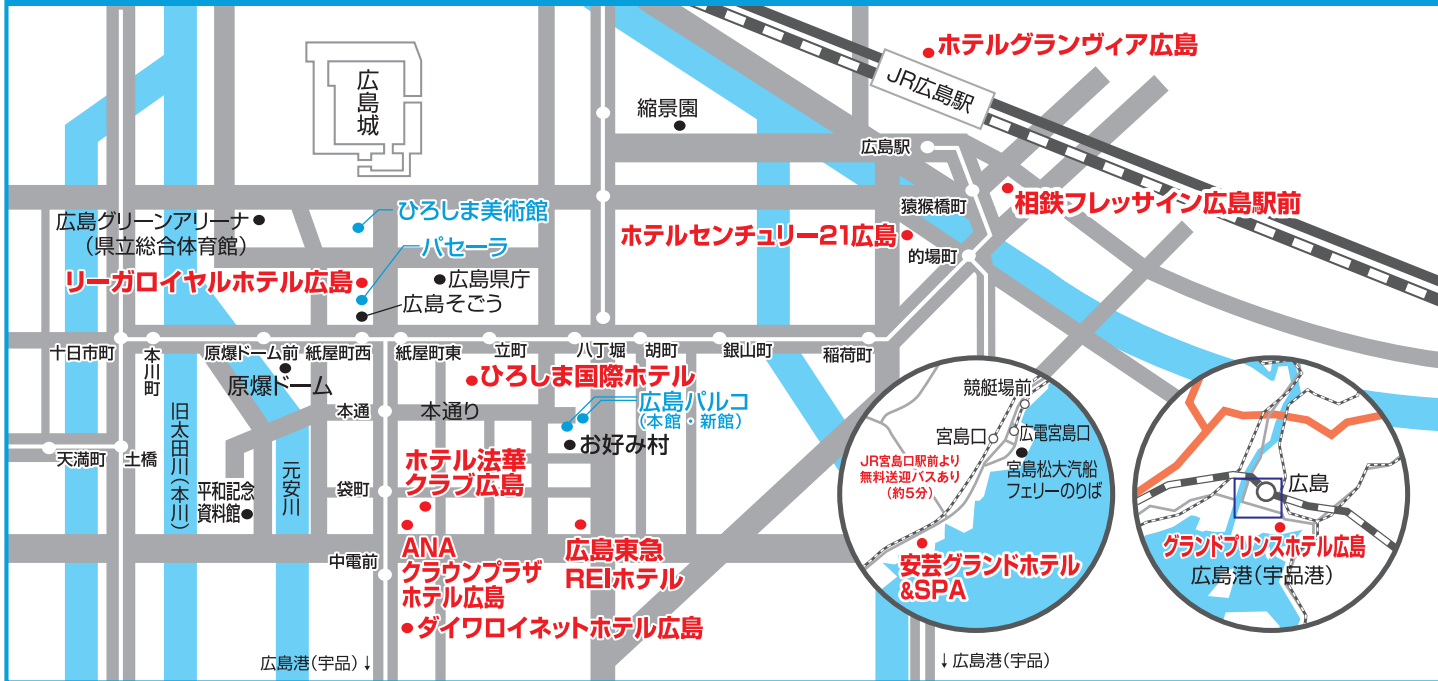 ホテルグランヴィア広島
JR広島駅
広島城
縮景園
広島駅
猿猴橋町
相鉄フレッサイン広島駅前
ホテルセンチュリー21広島
的場町
ひろしま美術館
広島グリーンアリーナ
(県立総合体育館)
パセーラ
リーガロイヤルホテル広島
広島県庁
広島そごう
十日市町
本川町
原爆ドーム前
紙屋町西
紙屋町東
立町
八丁堀
胡町
銀山町
稲荷町
原爆ドーム
ひろしま国際ホテル
本通
本通り
広島パルコ
(本館・新館)
お好み村
天満町
土橋
旧太田川(本川)
元安川
平和記念
資料館
袋町
ホテル法華
クラブ広島
中電前
ANA
クラウンプラザ
ホテル広島
広島東急
REIホテル
ダイワロイネットホテル広島
広島港(宇品)↓
↓広島港(宇品)
競艇場前
宮島口
広電宮島口
JR宮島口駅前より
無料送迎バスあり
(約5分)
宮島松大汽船
フェリーのりば
安芸グランドホテル
&SPA
広島
グランドプリンスホテル広島
広島港(宇品港)